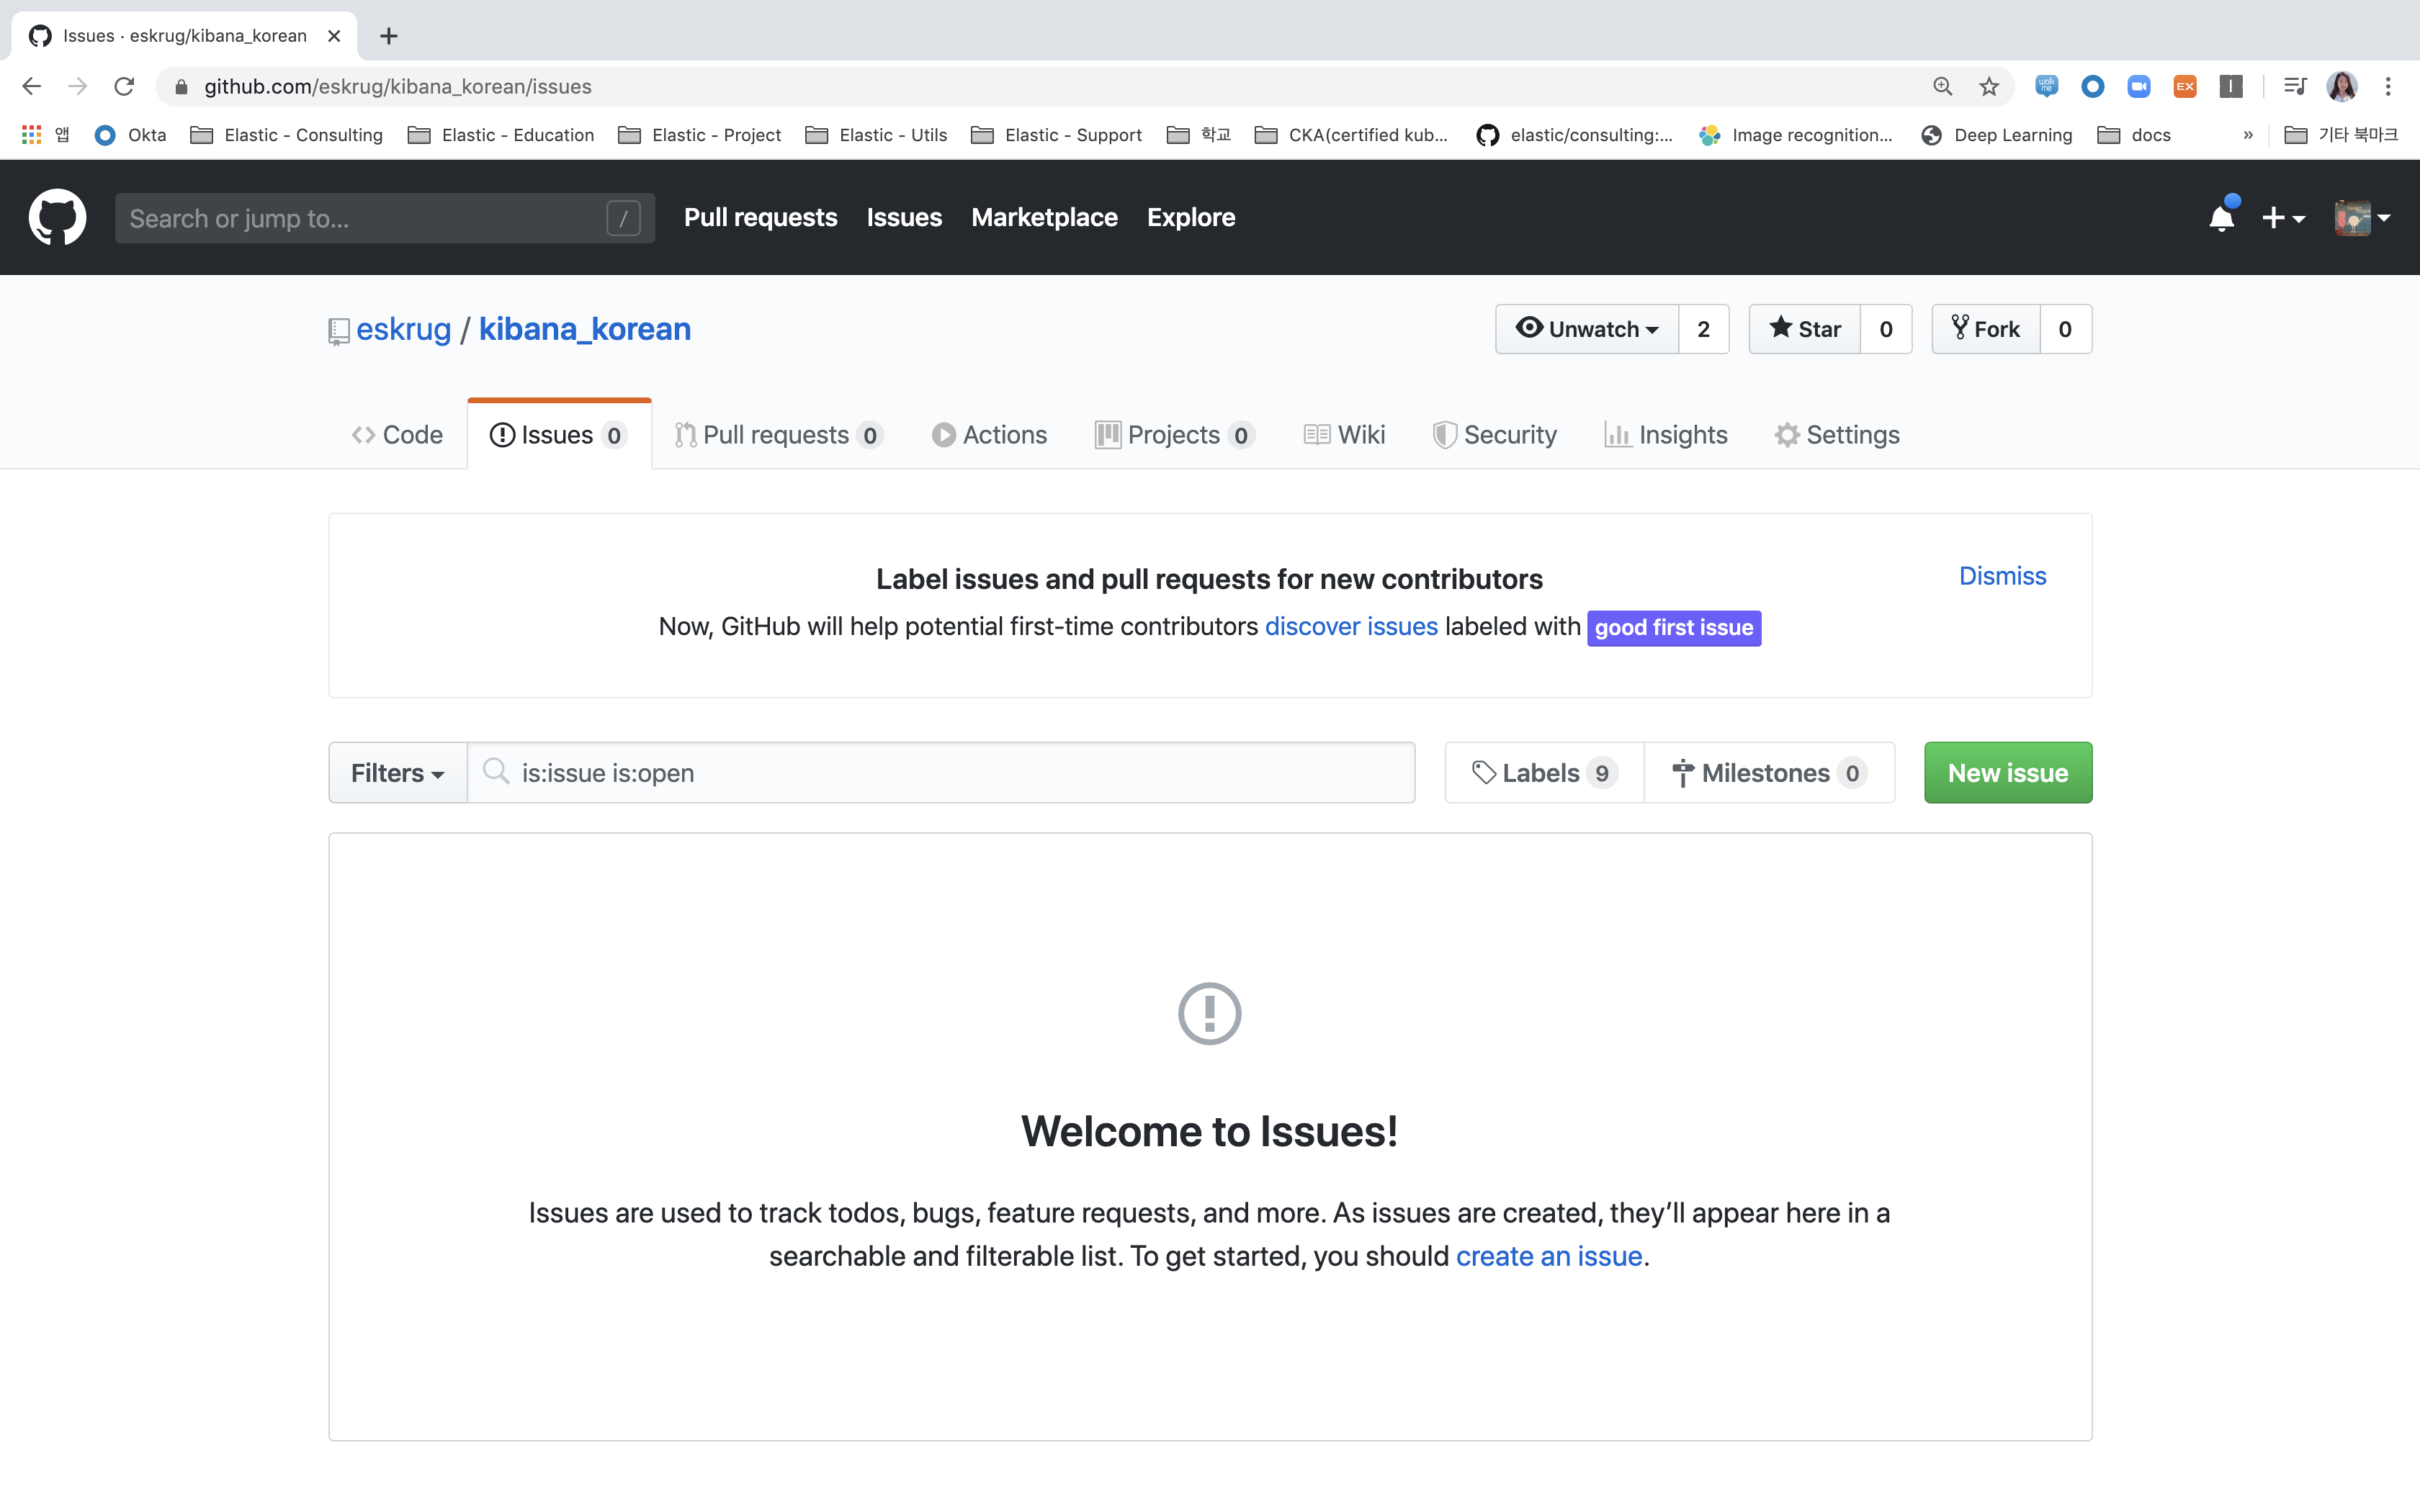 Issues · eskrug/kibana_korean
github.com/eskrug/kibana_korean/issues
walk me
EX
앱 Okta Elastic - Consulting Elastic - Education Elastic - Project Elastic - Utils Elastic - Support 학교 CKA(certified kub... elastic/consulting:... Image recognition... Deep Learning docs » 기타 북마크
Search or jump to... / Pull requests Issues Marketplace Explore
eskrug / kibana_korean Unwatch 2 Star 0 Fork 0
Code Issues 0 Pull requests 0 Actions Projects 0 Wiki Security Insights Settings
Label issues and pull requests for new contributors
Dismiss
Now, GitHub will help potential first-time contributors discover issues labeled with good first issue
Filters is:issue is:open Labels 9 Milestones 0 New issue
Welcome to Issues!
Issues are used to track todos, bugs, feature requests, and more. As issues are created, they’ll appear here in a
searchable and filterable list. To get started, you should create an issue.